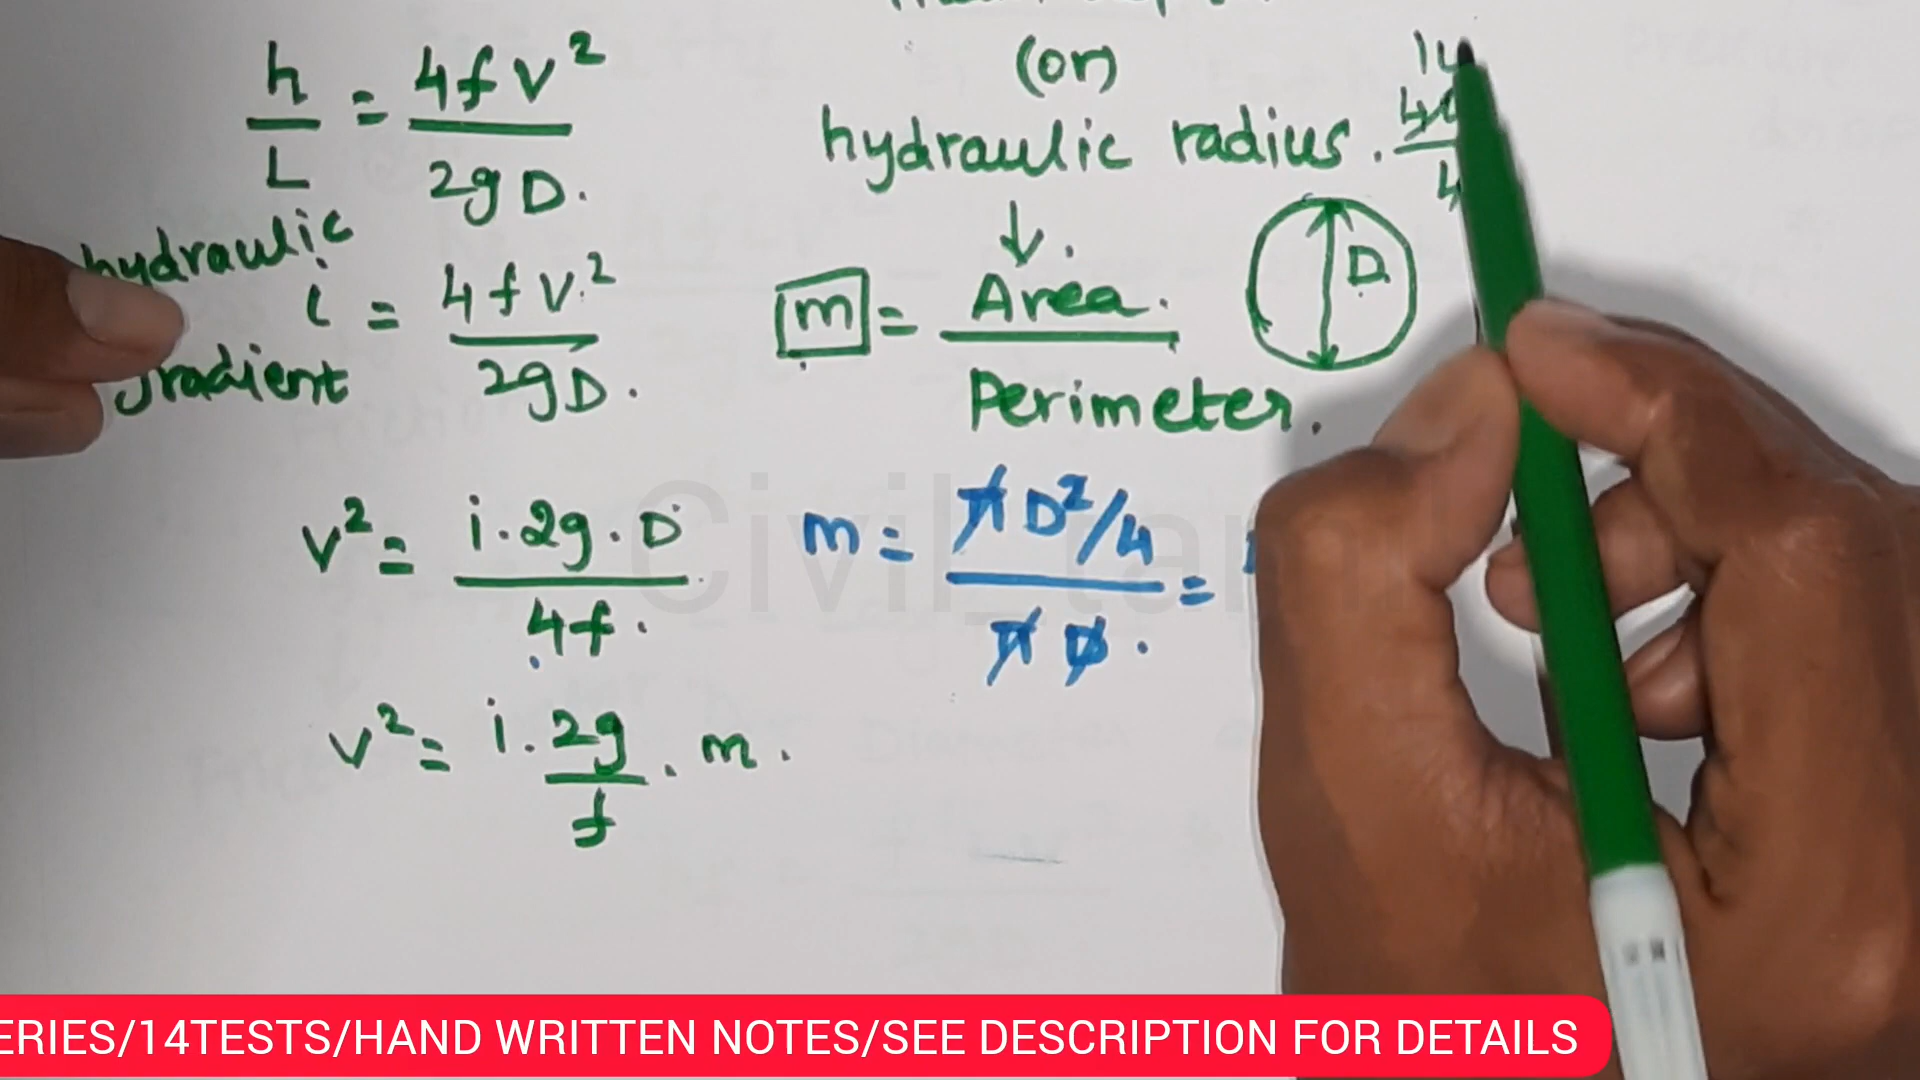 h/L = 4fv²/2gD.
hydraulic
i = 4fv²/2gD.
gradient
v² = i.2g.D/4f.
v² = i.2g/f . m.
(or)
hydraulic radius.
↓.
m = Area./Perimeter.
D
m = πD²/4 / πD. =
Civil_tamil
ERIES/14TESTS/HAND WRITTEN NOTES/SEE DESCRIPTION FOR DETAILS